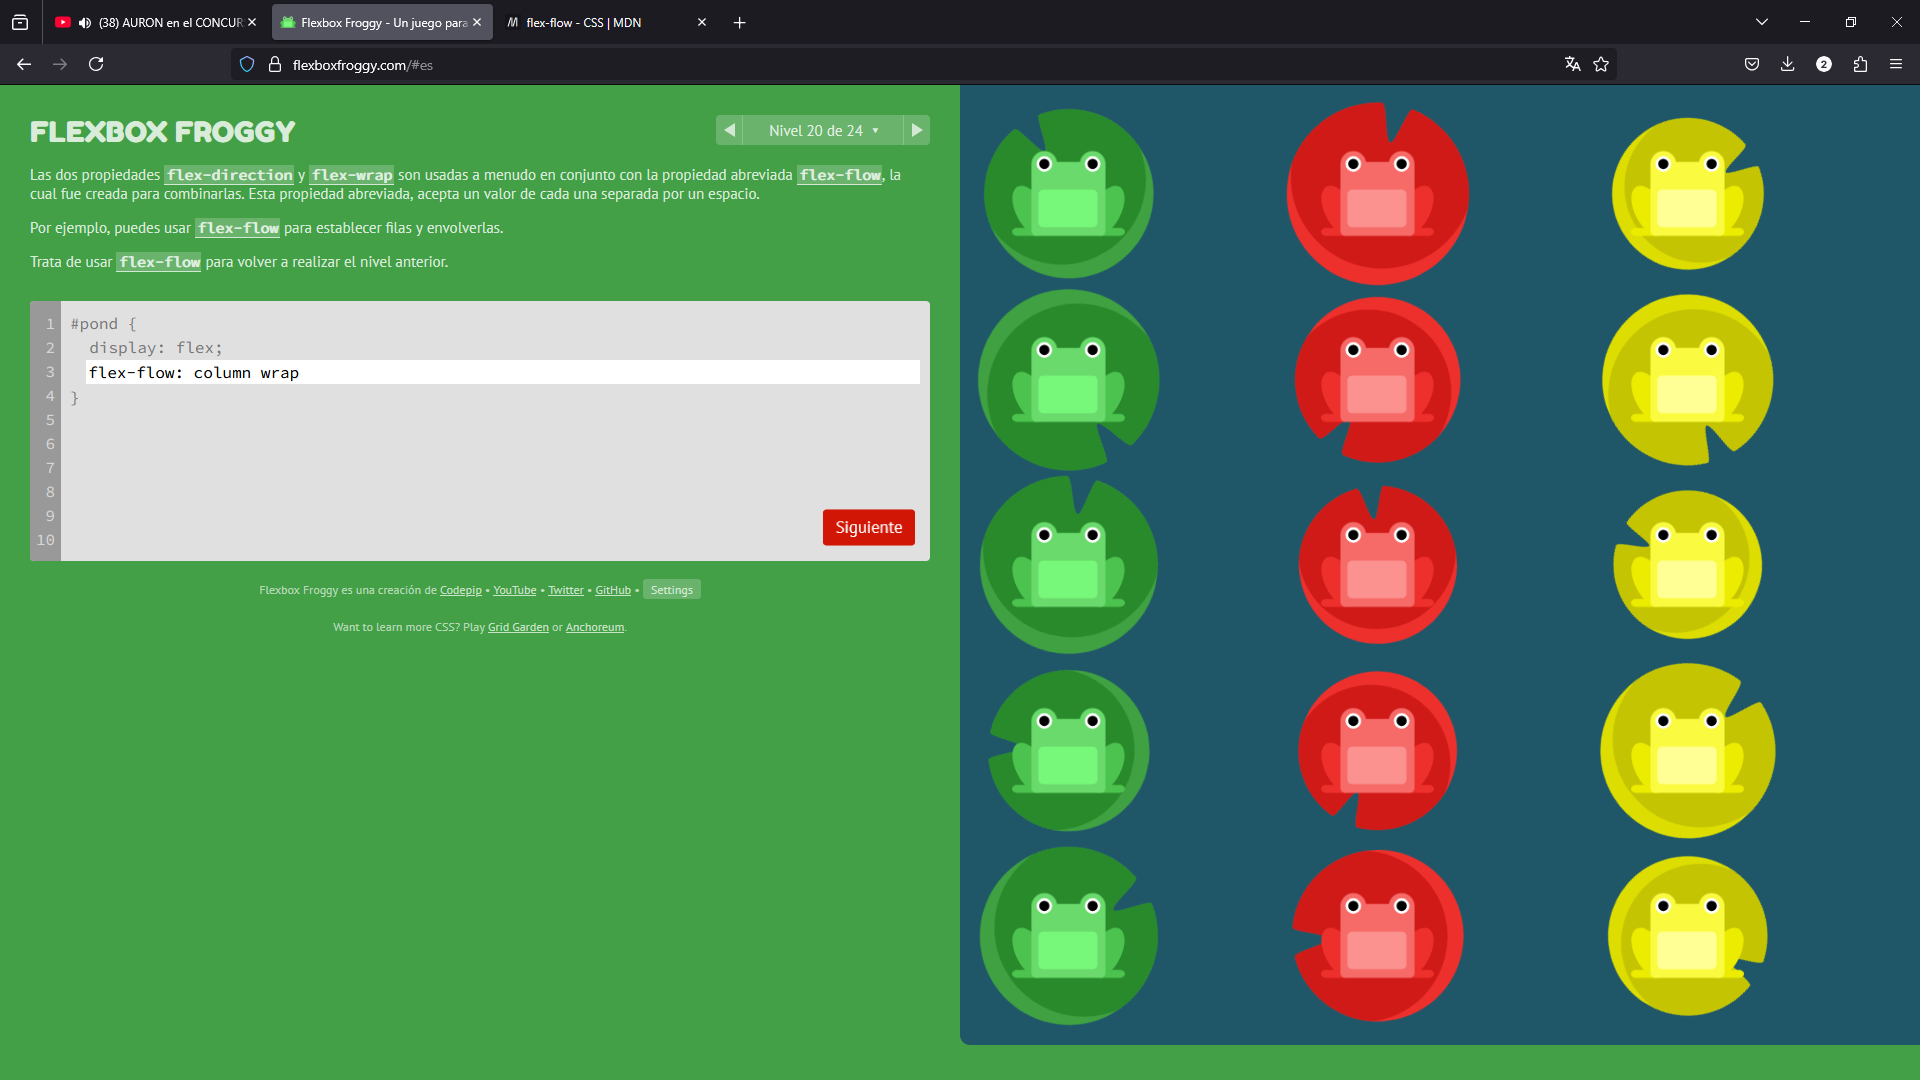 (38) AURON en el CONCUR
Flexbox Froggy - Un juego para
flex-flow - CSS | MDN
flexboxfroggy.com/#es
2
FLEXBOX FROGGY
Nivel 20 de 24 ▼
Las dos propiedades flex-direction y flex-wrap son usadas a menudo en conjunto con la propiedad abreviada flex-flow, la
cual fue creada para combinarlas. Esta propiedad abreviada, acepta un valor de cada una separada por un espacio.
Por ejemplo, puedes usar flex-flow para establecer filas y envolverlas.
Trata de usar flex-flow para volver a realizar el nivel anterior.
1 #pond {
2 display: flex;
3 flex-flow: column wrap
4 }
5
6
7
8
9
10
Siguiente
Flexbox Froggy es una creación de Codepip • YouTube • Twitter • GitHub • Settings
Want to learn more CSS? Play Grid Garden or Anchoreum.